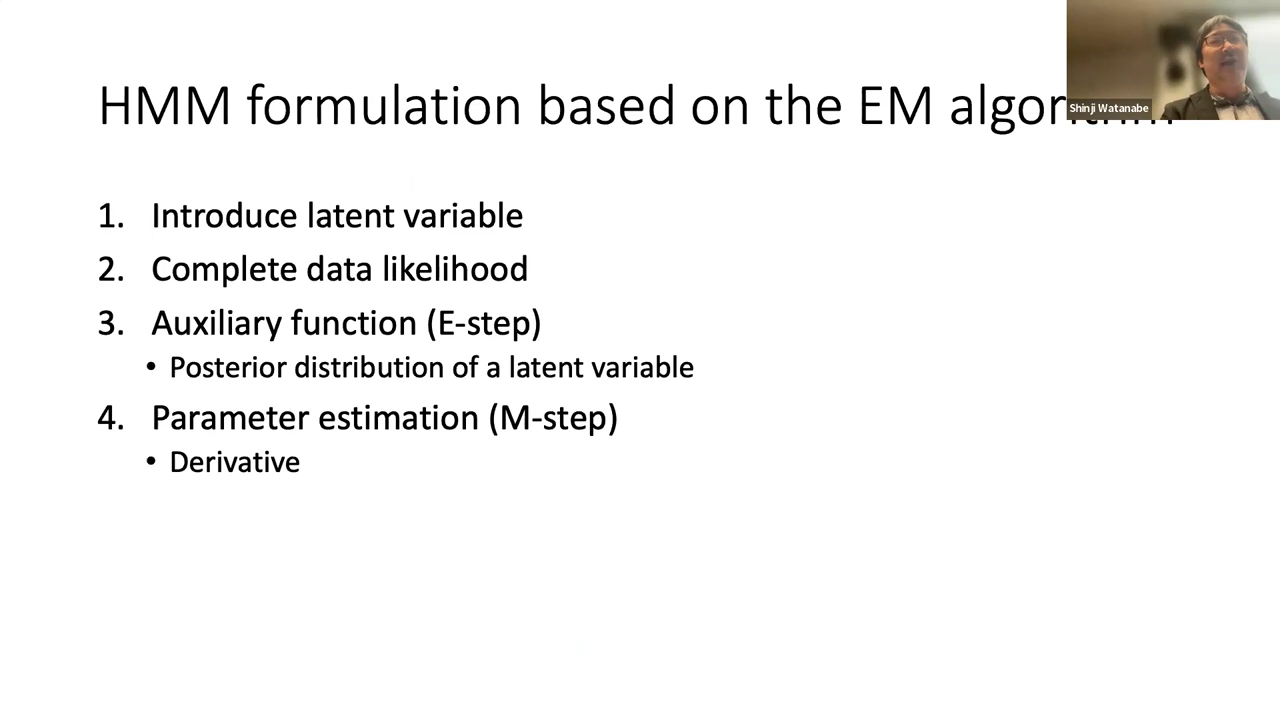 HMM formulation based on the EM algorithm
Shinji Watanabe
1. Introduce latent variable
2. Complete data likelihood
3. Auxiliary function (E-step)
• Posterior distribution of a latent variable
4. Parameter estimation (M-step)
• Derivative